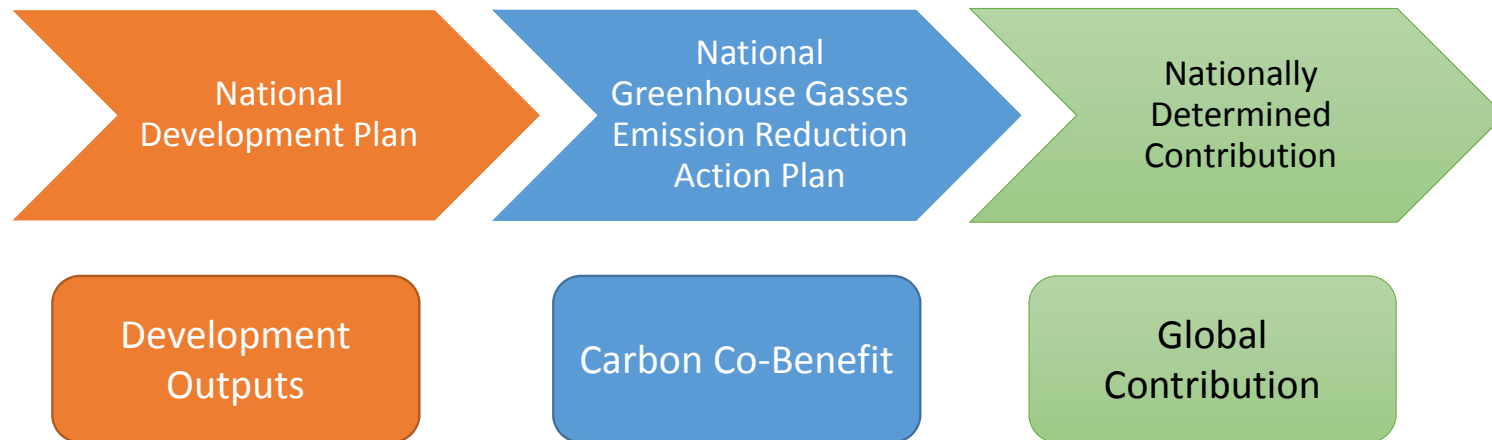 National
Development Plan
National
Greenhouse Gasses
Emission Reduction
Action Plan
Nationally
Determined
Contribution
Development
Outputs
Carbon Co-Benefit
Global
Contribution